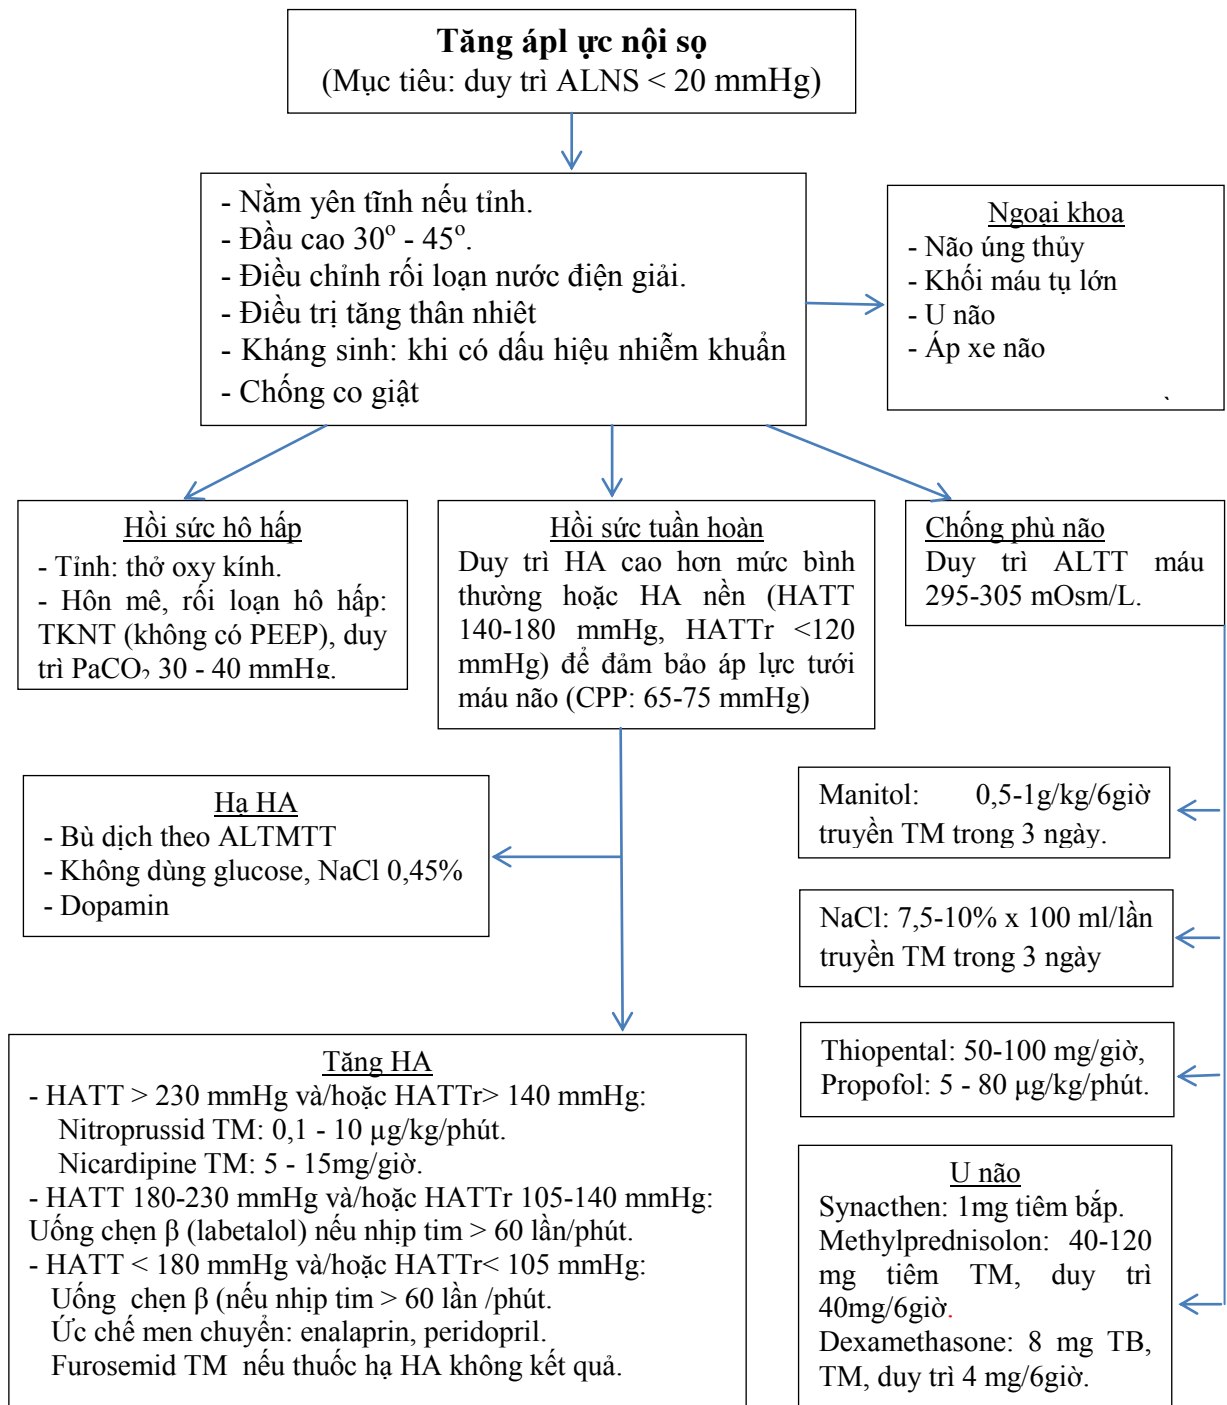 Tăng ápl ực nội sọ
(Mục tiêu: duy trì ALNS < 20 mmHg)
- Nằm yên tĩnh nếu tỉnh.
- Đầu cao 30° - 45°.
- Điều chỉnh rối loạn nước điện giải.
- Điều trị tăng thân nhiêt
- Kháng sinh: khi có dấu hiệu nhiễm khuẩn
- Chống co giật
Ngoại khoa
- Não úng thủy
- Khối máu tụ lớn
- U não
- Áp xe não
Hồi sức hô hấp
- Tỉnh: thở oxy kính.
- Hôn mê, rối loạn hô hấp:
TKNT (không có PEEP), duy
trì PaCO₂ 30 - 40 mmHg.
Hồi sức tuần hoàn
Duy trì HA cao hơn mức bình
thường hoặc HA nền (HATT
140-180 mmHg, HATTr <120
mmHg) để đảm bảo áp lực tưới
máu não (CPP: 65-75 mmHg)
Chống phù não
Duy trì ALTT máu
295-305 mOsm/L.
Hạ HA
- Bù dịch theo ALTMTT
- Không dùng glucose, NaCl 0,45%
- Dopamin
Manitol: 0,5-1g/kg/6giờ
truyền TM trong 3 ngày.
NaCl: 7,5-10% x 100 ml/lần
truyền TM trong 3 ngày
Thiopental: 50-100 mg/giờ,
Propofol: 5 - 80 µg/kg/phút.
Tăng HA
- HATT > 230 mmHg và/hoặc HATTr> 140 mmHg:
Nitroprussid TM: 0,1 - 10 µg/kg/phút.
Nicardipine TM: 5 - 15mg/giờ.
- HATT 180-230 mmHg và/hoặc HATTr 105-140 mmHg:
Uống chẹn β (labetalol) nếu nhịp tim > 60 lần/phút.
- HATT < 180 mmHg và/hoặc HATTr< 105 mmHg:
Uống chẹn β (nếu nhịp tim > 60 lần /phút.
Ức chế men chuyển: enalaprin, peridopril.
Furosemid TM nếu thuốc hạ HA không kết quả.
U não
Synacthen: 1mg tiêm bắp.
Methylprednisolon: 40-120
mg tiêm TM, duy trì
40mg/6giờ.
Dexamethasone: 8 mg TB,
TM, duy trì 4 mg/6giờ.